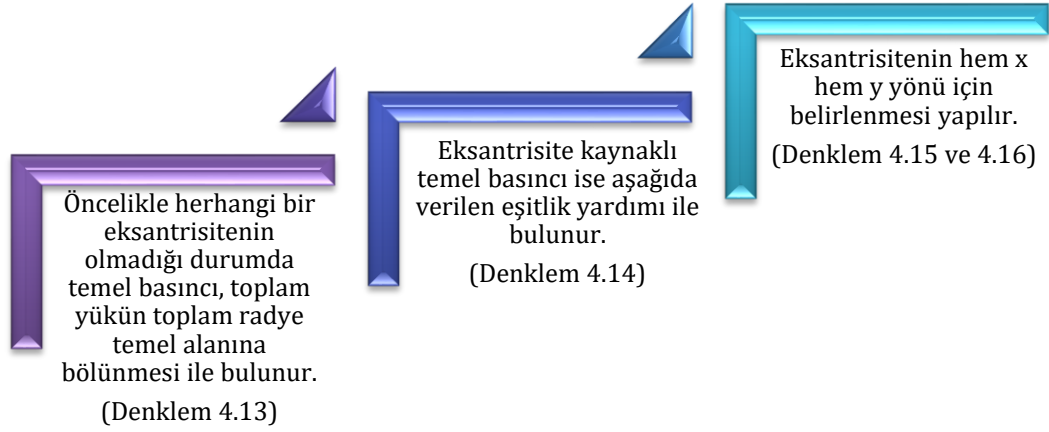 Öncelikle herhangi bir
eksantrisitenin
olmadığı durumda
temel basıncı, toplam
yükün toplam radye
temel alanına
bölünmesi ile bulunur.
(Denklem 4.13)
Eksantrisite kaynaklı
temel basıncı ise aşağıda
verilen eşitlik yardımı ile
bulunur.
(Denklem 4.14)
Eksantrisitenin hem x
hem y yönü için
belirlenmesi yapılır.
(Denklem 4.15 ve 4.16)